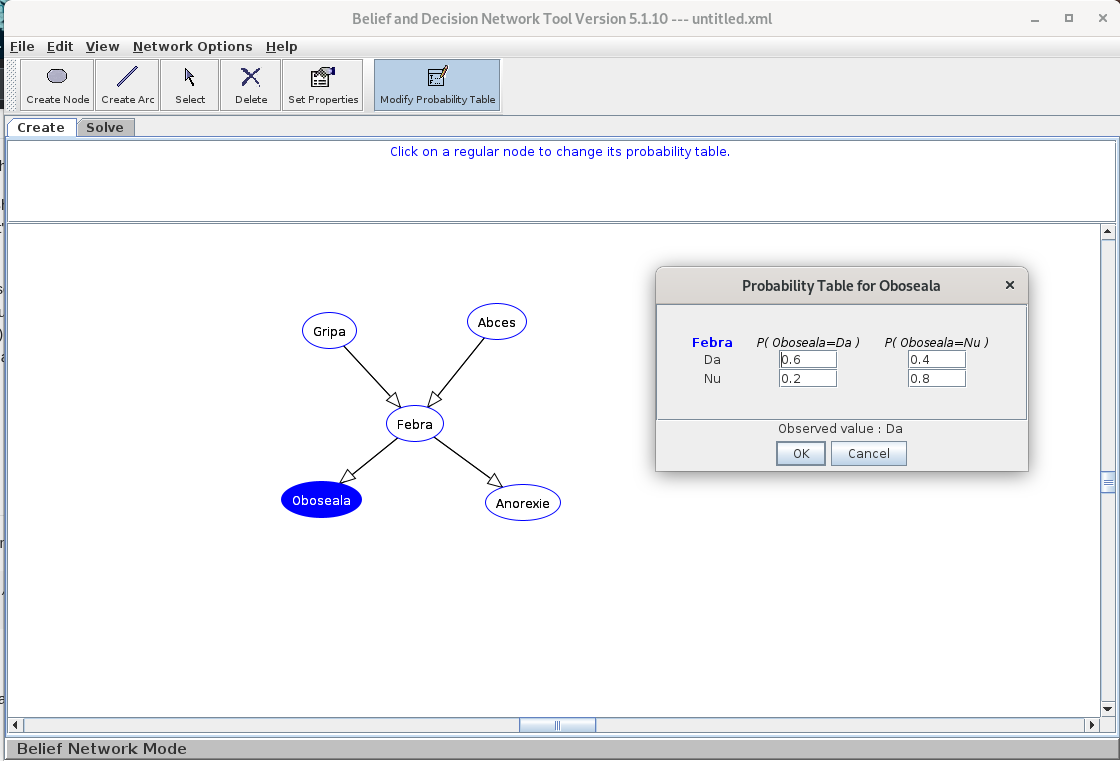 Belief and Decision Network Tool Version 5.1.10 --- untitled.xml
File Edit View Network Options Help
Create Node Create Arc Select Delete Set Properties Modify Probability Table
Create Solve
Click on a regular node to change its probability table.
Gripa
Abces
Febra
Oboseala
Anorexie
Probability Table for Oboseala
Febra P( Oboseala=Da ) P( Oboseala=Nu )
Da 0.6 0.4
Nu 0.2 0.8
Observed value : Da
OK Cancel
Belief Network Mode